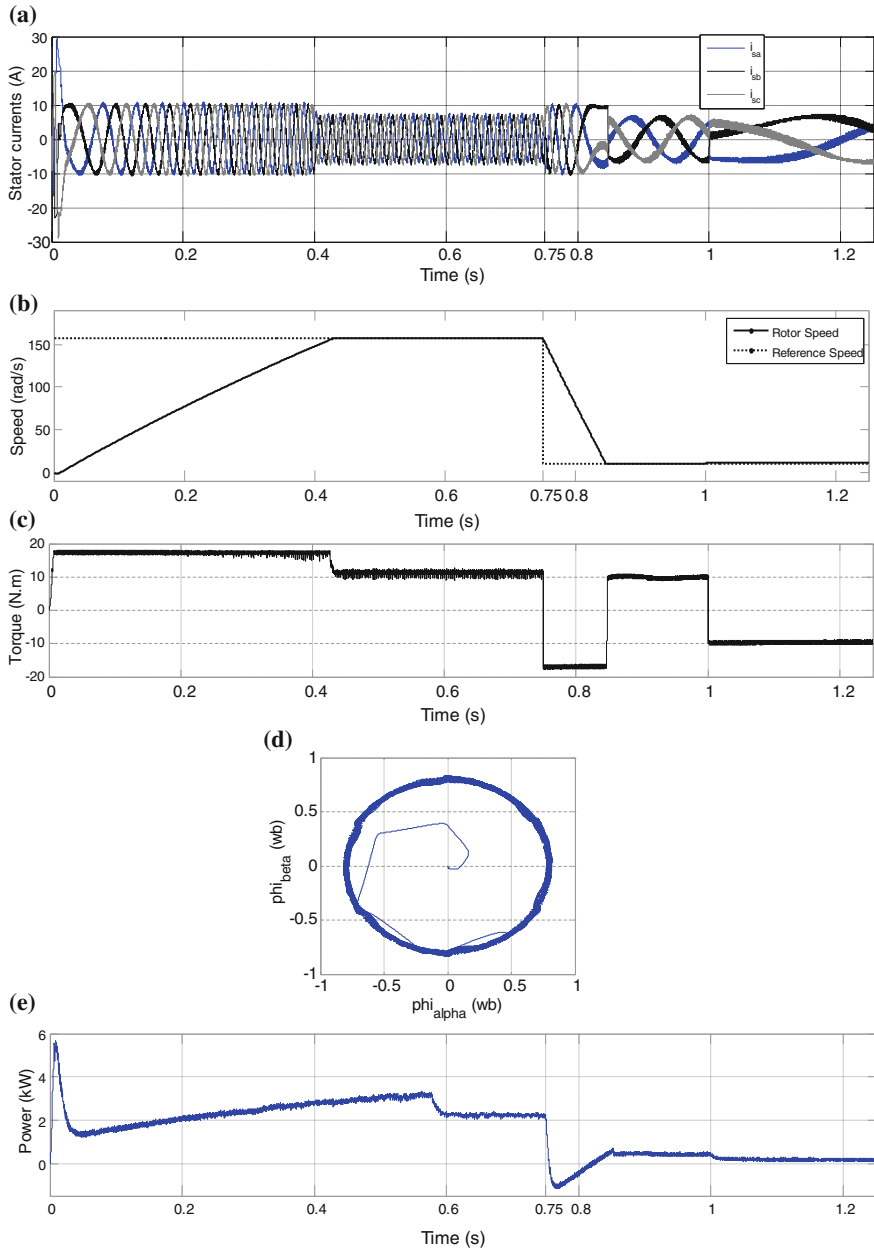 (a)
30
20
10
0
-10
-20
-30
Stator currents (A)
i_sa
i_sb
i_sc
0 0.2 0.4 0.6 0.75 0.8 1 1.2
Time (s)
(b)
150
100
50
0
Speed (rad/s)
Rotor Speed
Reference Speed
0 0.2 0.4 0.6 0.75 0.8 1 1.2
Time (s)
(c)
20
10
0
-10
-20
Torque (N.m)
0 0.2 0.4 0.6 0.8 1 1.2
Time (s)
(d)
1
0.5
0
-0.5
-1
phi_beta (wb)
-1 -0.5 0 0.5 1
phi_alpha (wb)
(e)
6
4
2
0
Power (kW)
0 0.2 0.4 0.6 0.75 0.8 1 1.2
Time (s)